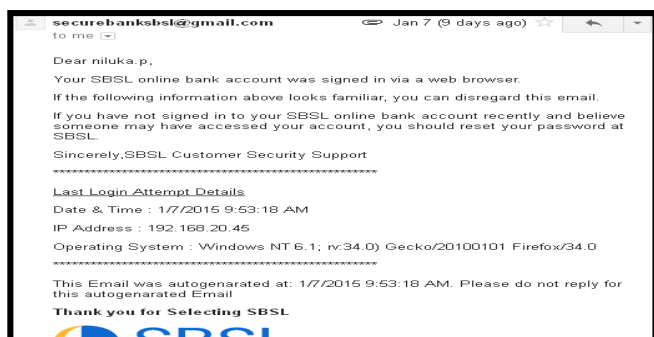 securebanksbsl@gmail.com Jan 7 (9 days ago)
to me
Dear niluka.p,
Your SBSL online bank account was signed in via a web browser.
If the following information above looks familiar, you can disregard this email.
If you have not signed in to your SBSL online bank account recently and believe
someone may have accessed your account, you should reset your password at
SBSL.
Sincerely,SBSL Customer Security Support
****************************************************
Last Login Attempt Details
Date & Time : 1/7/2015 9:53:18 AM
IP Address : 192.168.20.45
Operating System : Windows NT 6.1; rv:34.0) Gecko/20100101 Firefox/34.0
****************************************************
This Email was autogenarated at: 1/7/2015 9:53:18 AM. Please do not reply for
this autogenarated Email
Thank you for Selecting SBSL
SBSL